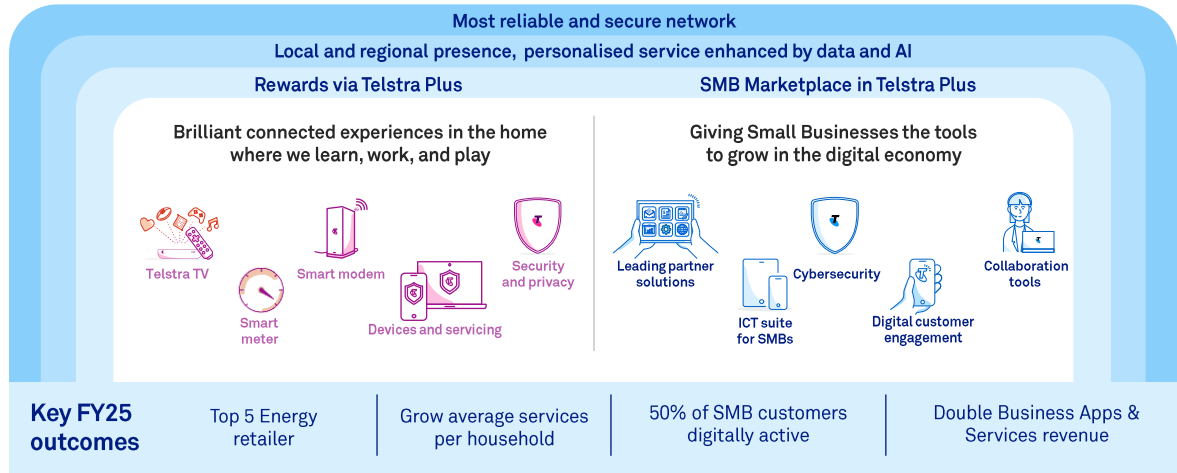 Most reliable and secure network
Local and regional presence, personalised service enhanced by data and AI
Rewards via Telstra Plus
SMB Marketplace in Telstra Plus
Brilliant connected experiences in the home
where we learn, work, and play
Telstra TV
Smart modem
Security
and privacy
Smart
meter
Devices and servicing
Giving Small Businesses the tools
to grow in the digital economy
Leading partner
solutions
Cybersecurity
Collaboration
tools
ICT suite
for SMBs
Digital customer
engagement
Key FY25
outcomes
Top 5 Energy
retailer
Grow average services
per household
50% of SMB customers
digitally active
Double Business Apps &
Services revenue